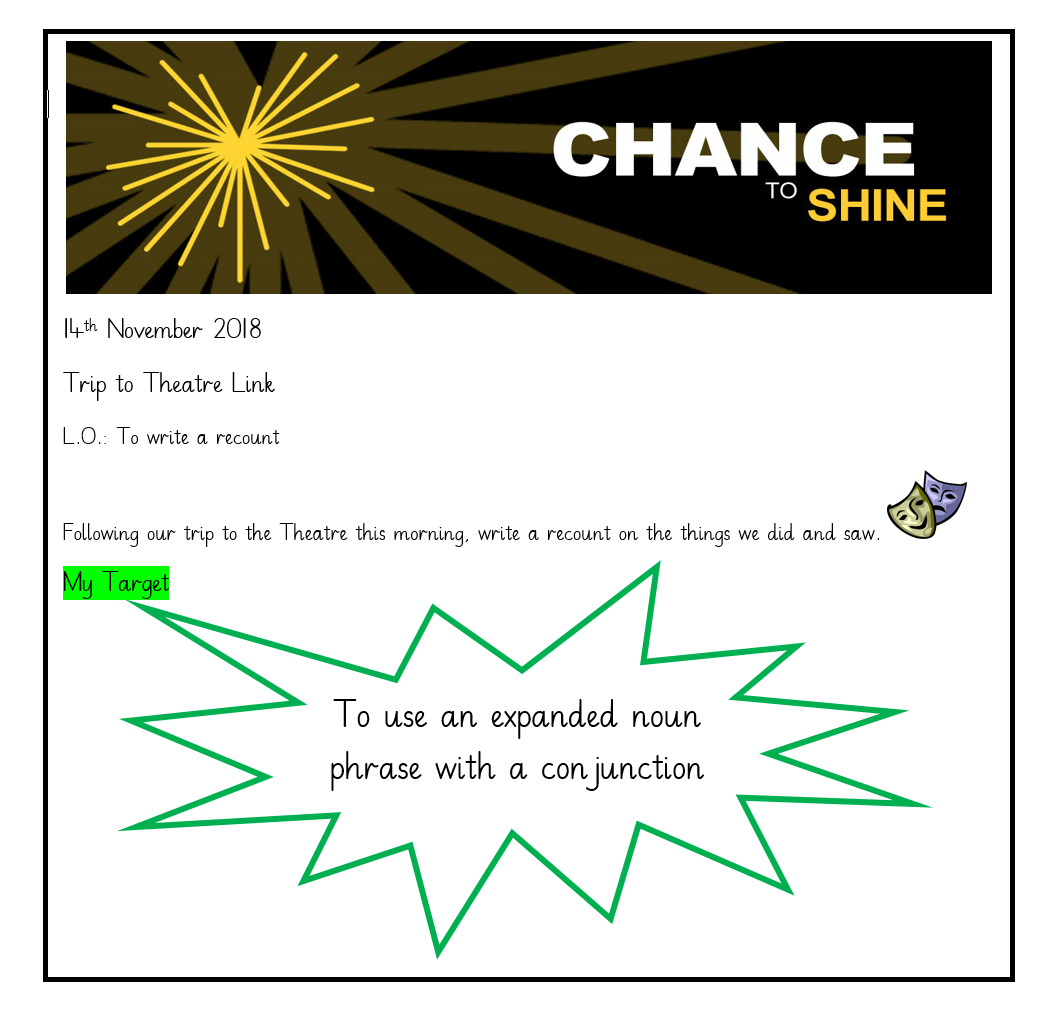 CHANCE
TO SHINE
14th November 2018
Trip to Theatre Link
L.O.: To write a recount
Following our trip to the Theatre this morning, write a recount on the things we did and saw.
My Target
To use an expanded noun
phrase with a conjunction